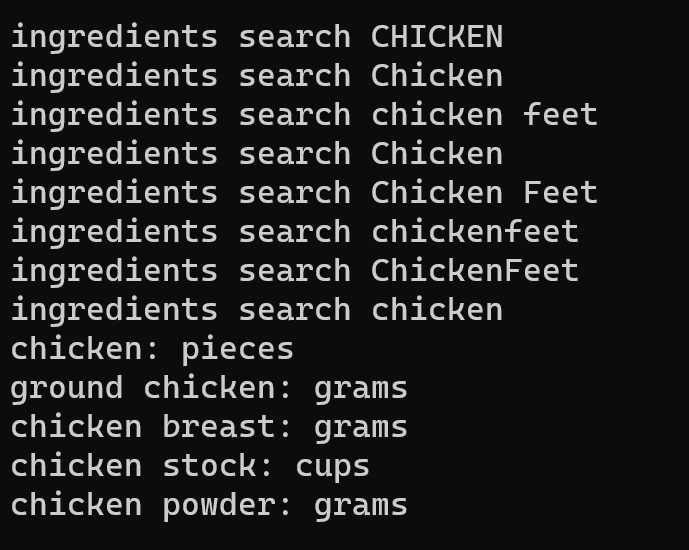 ingredients search CHICKEN
ingredients search Chicken
ingredients search chicken feet
ingredients search Chicken
ingredients search Chicken Feet
ingredients search chickenfeet
ingredients search ChickenFeet
ingredients search chicken
chicken: pieces
ground chicken: grams
chicken breast: grams
chicken stock: cups
chicken powder: grams